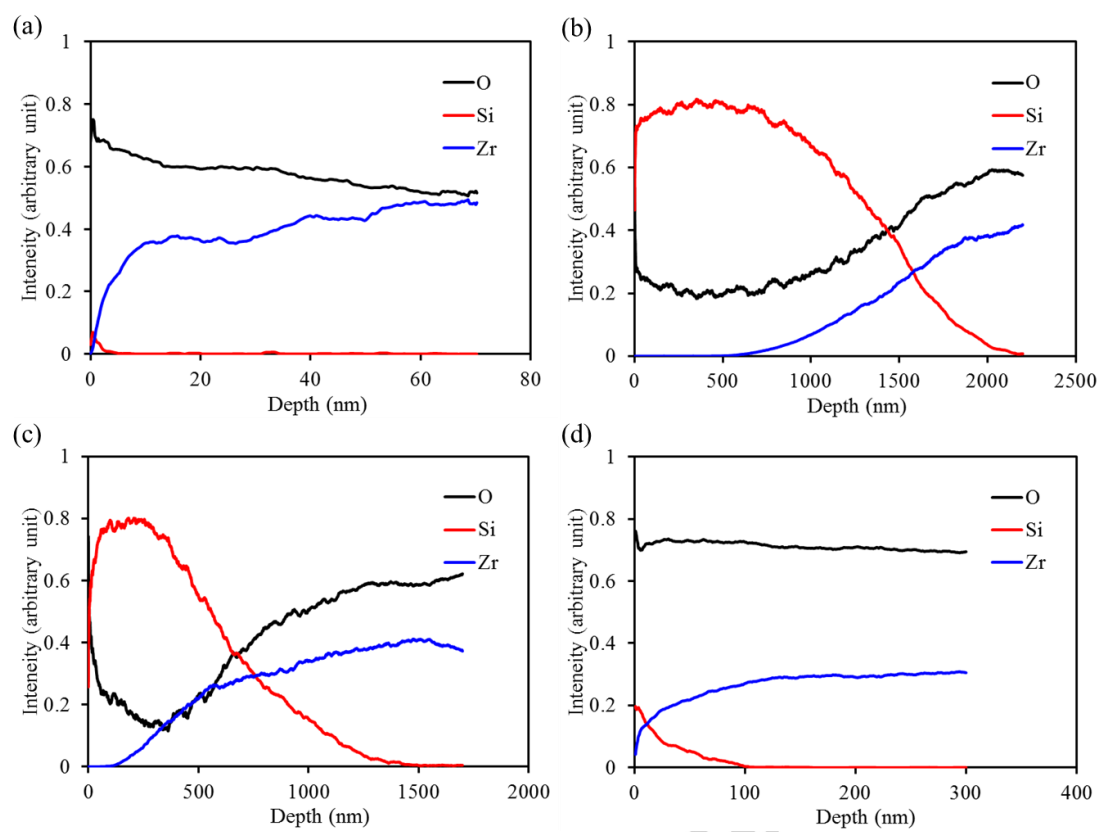 (a)
1
0.8
0.6
0.4
0.2
0
Inteneity (arbitrary unit)
O
Si
Zr
0 20 40 60 80
Depth (nm)
(b)
1
0.8
0.6
0.4
0.2
0
Inteneity (arbitrary unit)
O
Si
Zr
0 500 1000 1500 2000 2500
Depth (nm)
(c)
1
0.8
0.6
0.4
0.2
0
Inteneity (arbitrary unit)
O
Si
Zr
0 500 1000 1500 2000
Depth (nm)
(d)
1
0.8
0.6
0.4
0.2
0
Inteneity (arbitrary unit)
O
Si
Zr
0 100 200 300 400
Depth (nm)